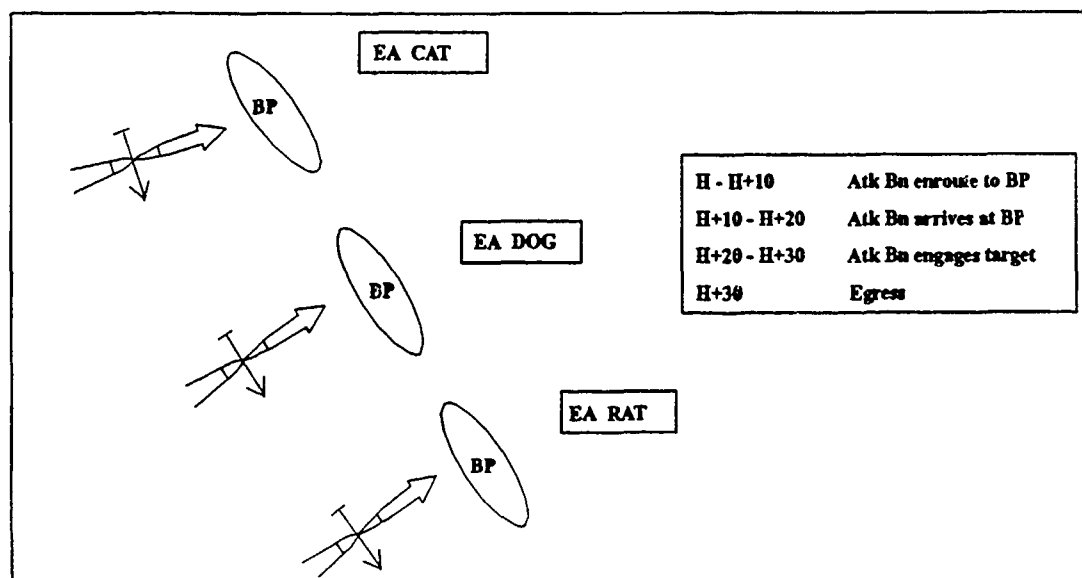 EA CAT
BP
H - H+10 Atk Bn enroute to BP
H+10 - H+20 Atk Bn arrives at BP
EA DOG
H+20 - H+30 Atk Bn engages target
BP
H+30 Egress
EA RAT
BP